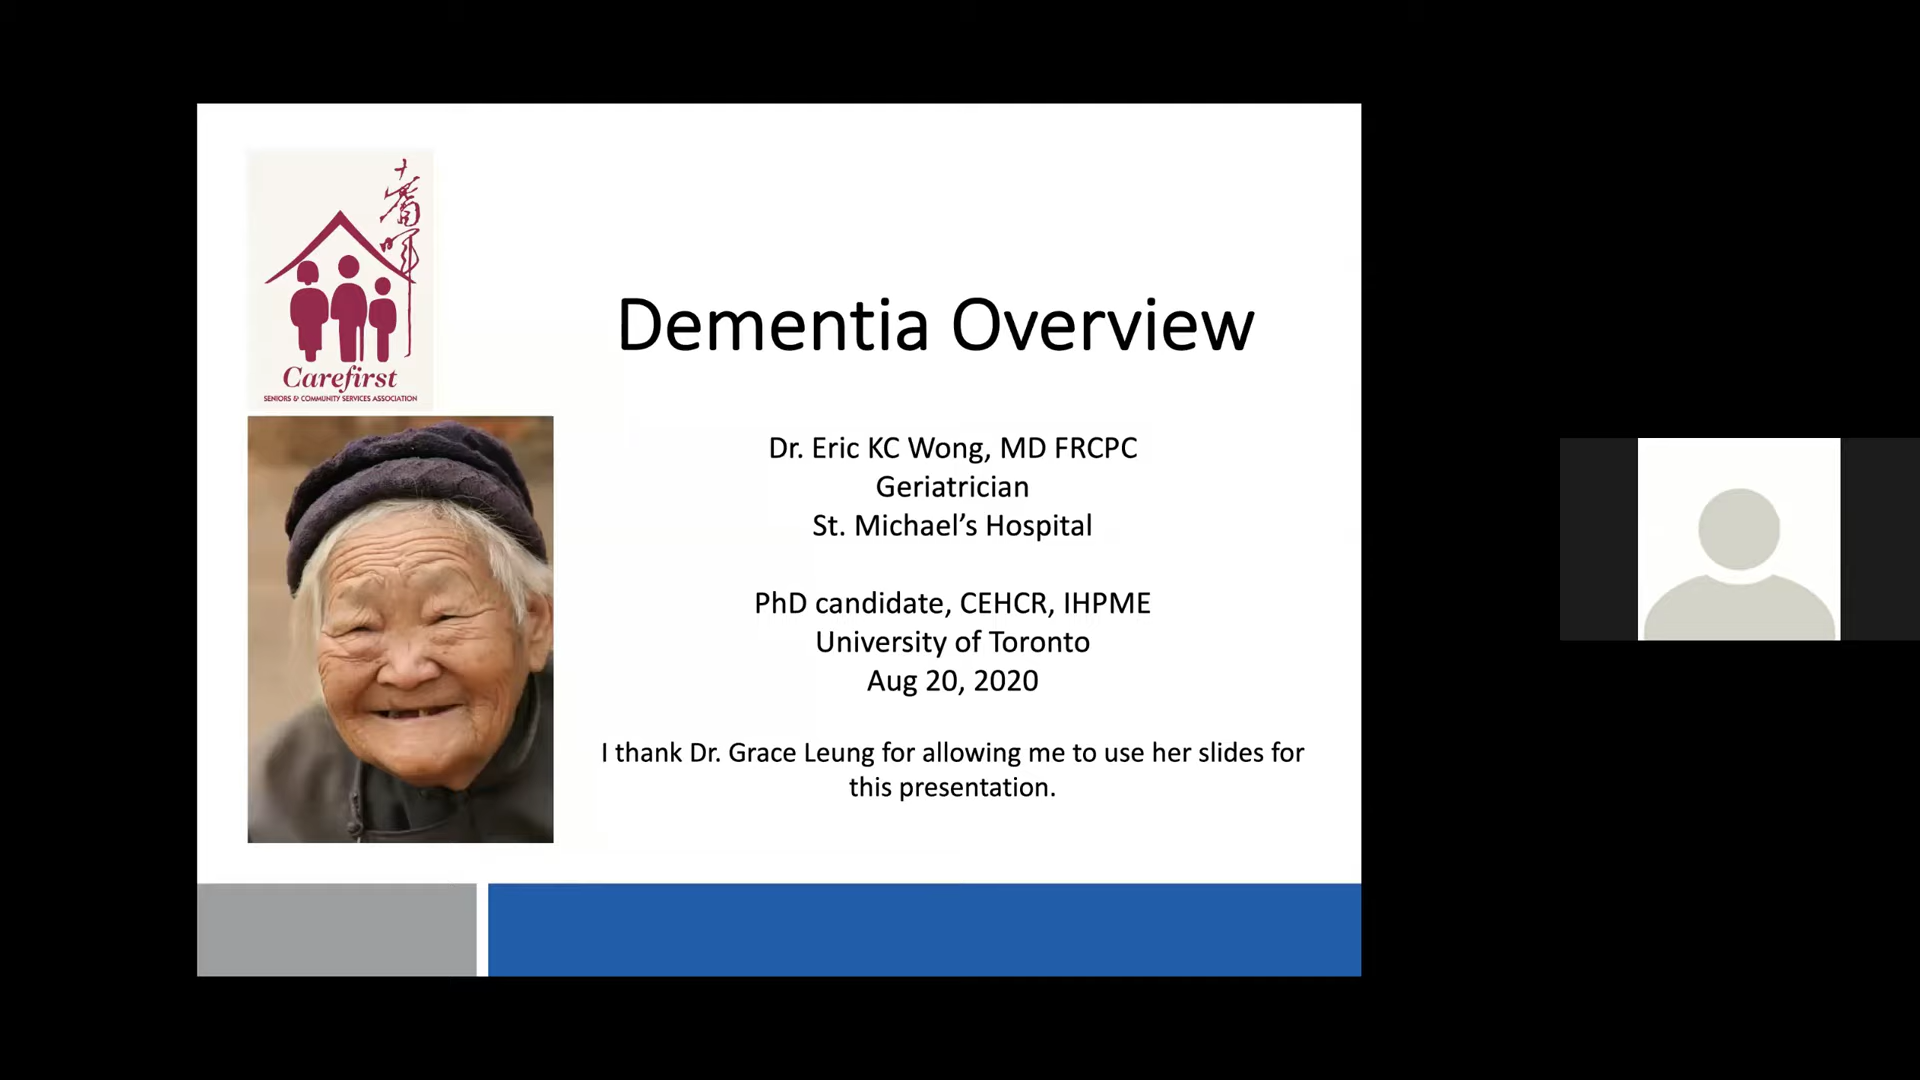 耆暉
Carefirst
SENIORS & COMMUNITY SERVICES ASSOCIATION
Dementia Overview
Dr. Eric KC Wong, MD FRCPC
Geriatrician
St. Michael’s Hospital
PhD candidate, CEHCR, IHPME
University of Toronto
Aug 20, 2020
I thank Dr. Grace Leung for allowing me to use her slides for
this presentation.